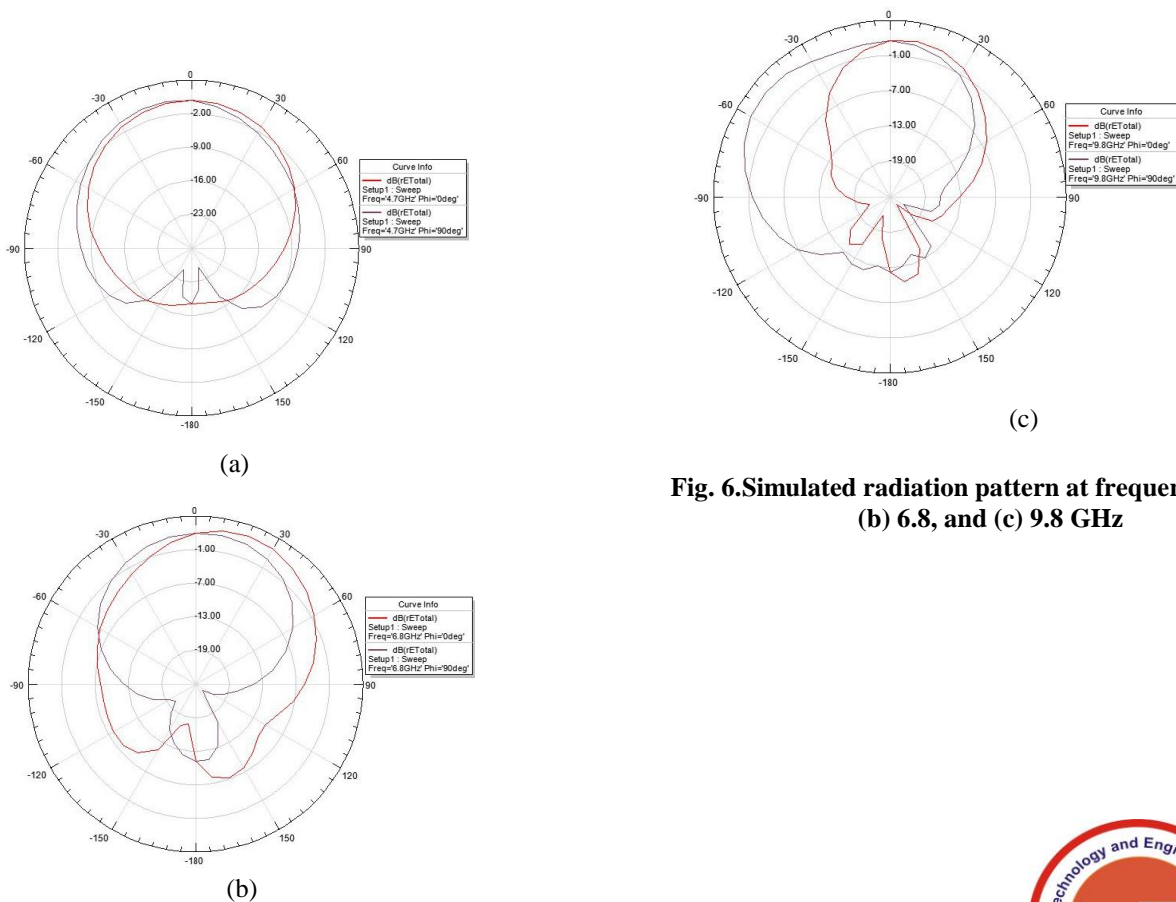 0
-30
30
-2.00
-9.00
-60
60
-16.00
-23.00
-90
90
-120
120
-150
150
-180
Curve Info
dB(rETotal)
Setup1 : Sweep
Freq='4.7GHz' Phi='0deg'
dB(rETotal)
Setup1 : Sweep
Freq='4.7GHz' Phi='90deg'
(a)
0
-30
30
-1.00
-7.00
-60
60
-13.00
-19.00
-90
90
-120
120
-150
150
-180
Curve Info
dB(rETotal)
Setup1 : Sweep
Freq='6.8GHz' Phi='0deg'
dB(rETotal)
Setup1 : Sweep
Freq='6.8GHz' Phi='90deg'
(b)
0
-30
30
-1.00
-7.00
-60
60
-13.00
-19.00
-90
90
-120
120
-150
150
-180
Curve Info
dB(rETotal)
Setup1 : Sweep
Freq='9.8GHz' Phi='0deg'
dB(rETotal)
Setup1 : Sweep
Freq='9.8GHz' Phi='90deg'
(c)
Fig. 6.Simulated radiation pattern at
(b) 6.8, and (c) 9.8 GHz
and